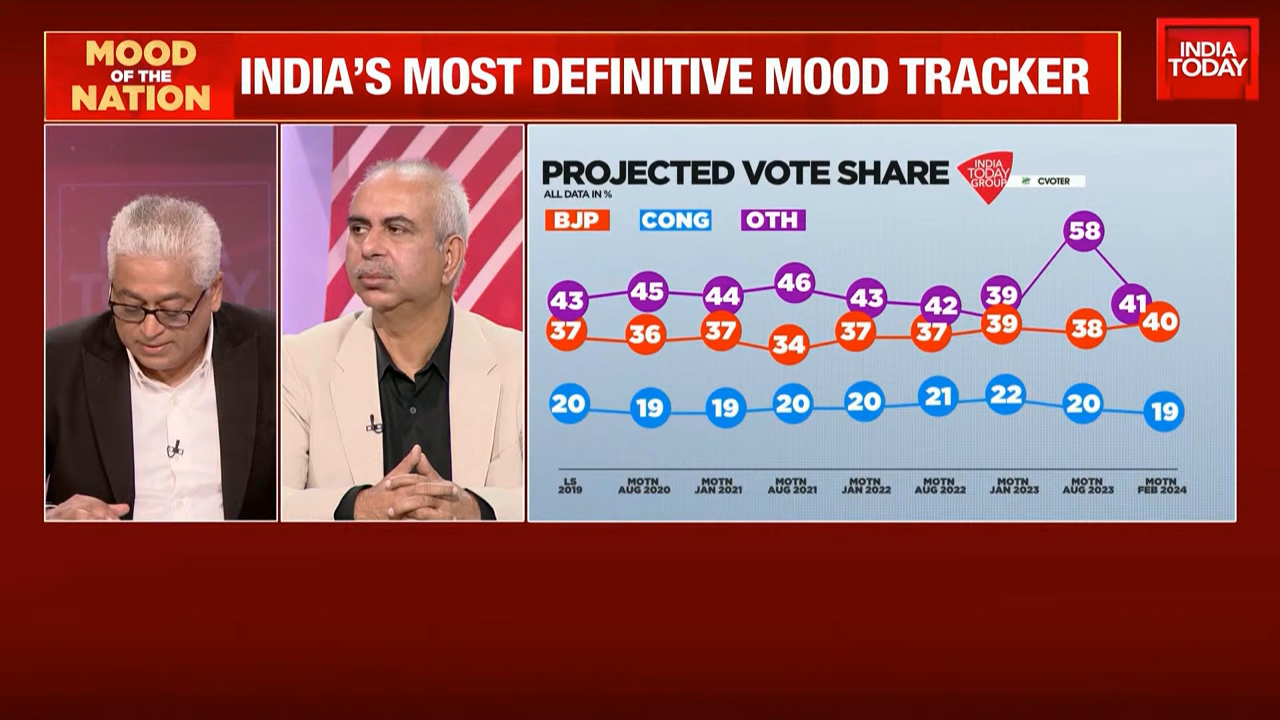 MOOD
OF THE
NATION
INDIA'S MOST DEFINITIVE MOOD TRACKER
INDIA
TODAY
PROJECTED VOTE SHARE
INDIA
TODAY
GROUP
CVOTER
ALL DATA IN %
BJP CONG OTH
43 45 44 46 43 42 39 58 41
37 36 37 34 37 37 39 38 40
20 19 19 20 20 21 22 20 19
LS
2019
MOTN
AUG 2020
MOTN
JAN 2021
MOTN
AUG 2021
MOTN
JAN 2022
MOTN
AUG 2022
MOTN
JAN 2023
MOTN
AUG 2023
MOTN
FEB 2024